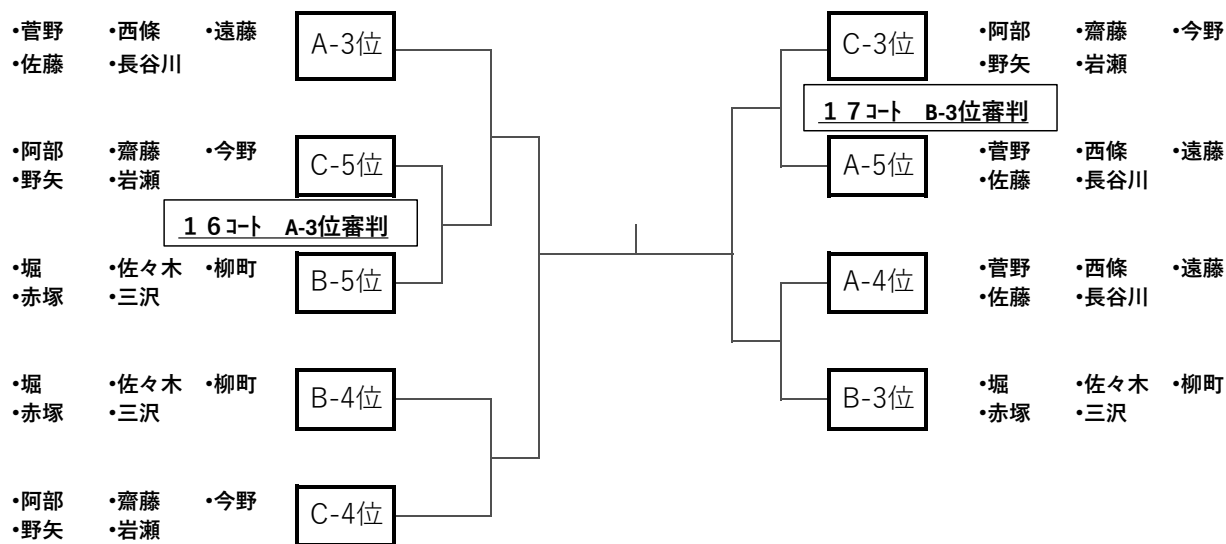 •菅野 •西條 •遠藤
•佐藤 •長谷川
A-3位
•阿部 •齋藤 •今野
•野矢 •岩瀬
C-5位
１６ｺｰﾄ A-3位審判
•堀 •佐々木 •柳町
•赤塚 •三沢
B-5位
•堀 •佐々木 •柳町
•赤塚 •三沢
B-4位
•阿部 •齋藤 •今野
•野矢 •岩瀬
C-4位
C-3位
•阿部 •齋藤 •今野
•野矢 •岩瀬
１７ｺｰﾄ B-3位審判
A-5位
•菅野 •西條 •遠藤
•佐藤 •長谷川
A-4位
•菅野 •西條 •遠藤
•佐藤 •長谷川
B-3位
•堀 •佐々木 •柳町
•赤塚 •三沢